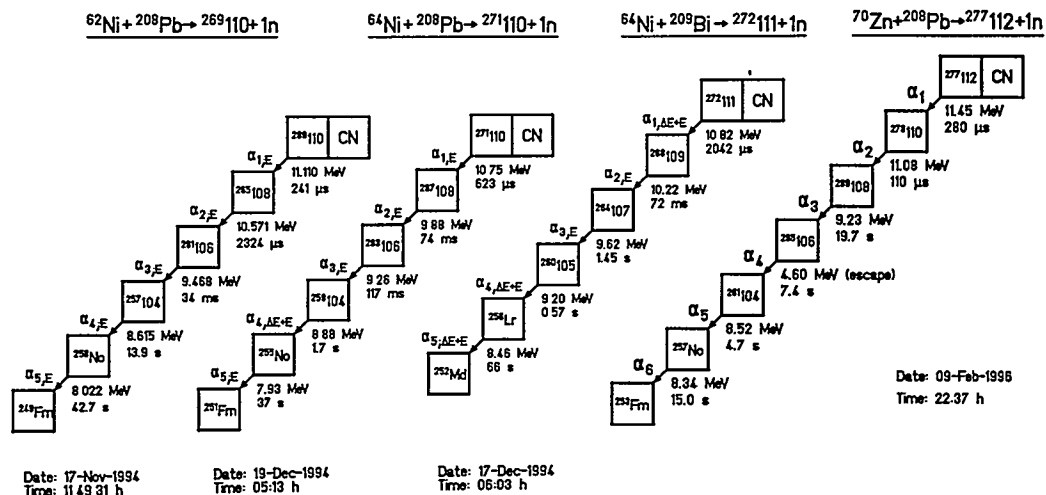 ⁶²Ni+²⁰⁸Pb→²⁶⁹110+1n
²⁶⁹110 CN
α₁,E
11.110 MeV
241 µs
²⁶⁵108
α₂,E
10.571 MeV
2324 µs
²⁶¹106
α₃,E
9.468 MeV
34 ms
²⁵⁷104
α₄,E
8.615 MeV
13.9 s
²⁵³No
α₅,E
8.022 MeV
42.7 s
²⁴⁹Fm
Date: 17-Nov-1994
Time: 11.49.31 h
⁶⁴Ni+²⁰⁸Pb→²⁷¹110+1n
²⁷¹110 CN
α₁,E
10.75 MeV
623 µs
²⁶⁷108
α₂,E
9.88 MeV
74 ms
²⁶³106
α₃,E
9.26 MeV
117 ms
²⁵⁹104
α₄,ΔE+E
8.88 MeV
1.7 s
²⁵⁵No
α₅,E
7.93 MeV
37 s
²⁵¹Fm
Date: 19-Dec-1994
Time: 05:13 h
⁶⁴Ni+²⁰⁹Bi→²⁷²111+1n
²⁷²111 CN
α₁,ΔE+E
10.82 MeV
2042 µs
²⁶⁸109
α₂,E
10.22 MeV
72 ms
²⁶⁴107
α₃,E
9.62 MeV
1.45 s
²⁶⁰105
α₄,ΔE+E
9.20 MeV
0.57 s
²⁵⁶Lr
α₅,ΔE+E
8.46 MeV
66 s
²⁵²Md
Date: 17-Dec-1994
Time: 06:03 h
⁷⁰Zn+²⁰⁸Pb→²⁷⁷112+1n
²⁷⁷112 CN
α₁
11.45 MeV
280 µs
²⁷³110
α₂
11.08 MeV
110 µs
²⁶⁹108
α₃
9.23 MeV
19.7 s
²⁶⁵106
α₄
4.60 MeV (escape)
7.4 s
²⁶¹104
α₅
8.52 MeV
4.7 s
²⁵⁷No
α₆
8.34 MeV
15.0 s
²⁵³Fm
Date: 09-Feb-1996
Time: 22.37 h